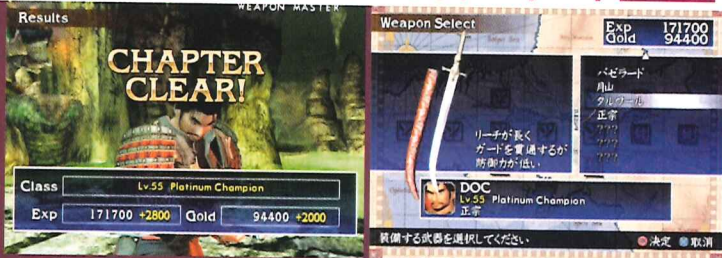 WEAPON MASTER
Results
CHAPTER
CLEAR!
Class Lv.55 Platinum Champion
Exp 171700 +2800 Gold 94400 +2000
Weapon Select
Exp 171700
Gold 94400
バゼラード
月山
タルワール
正宗
???
???
???
リーチが長く
ガードを貫通するが
防御力が低い
DOC
Lv.55 Platinum Champion
正宗
装備する武器を選択してください
決定 取消